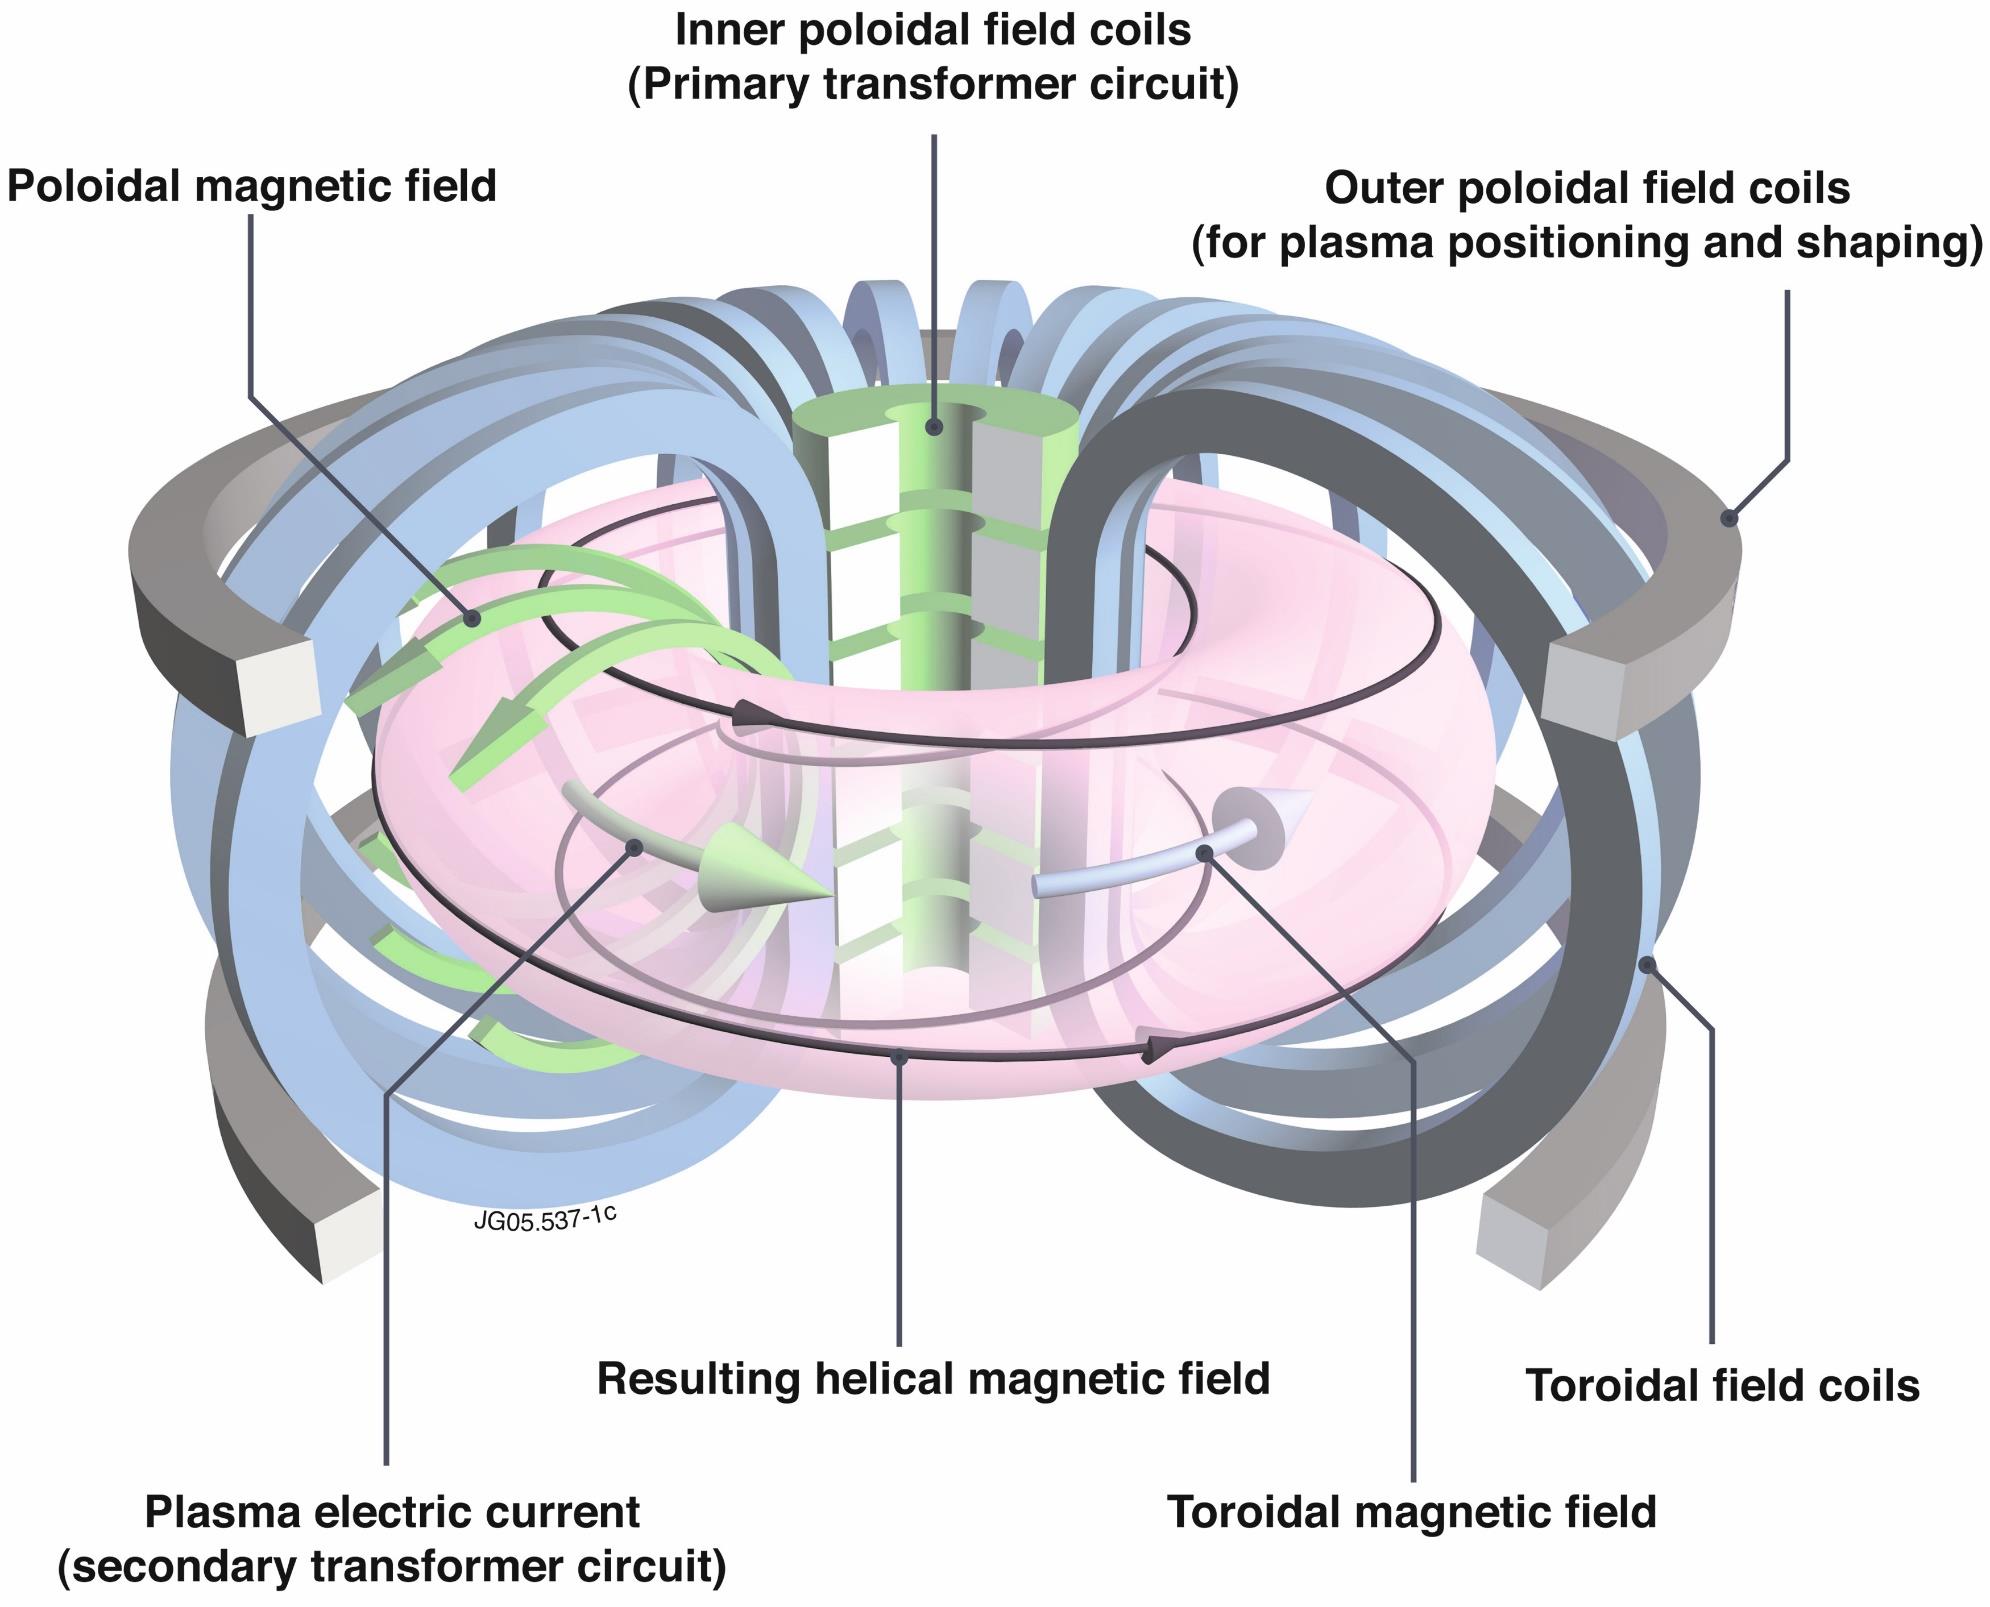 Inner poloidal field coils
(Primary transformer circuit)
Poloidal magnetic field
Outer poloidal field coils
(for plasma positioning and shaping)
JG05.537-1c
Resulting helical magnetic field
Toroidal field coils
Plasma electric current
(secondary transformer circuit)
Toroidal magnetic field